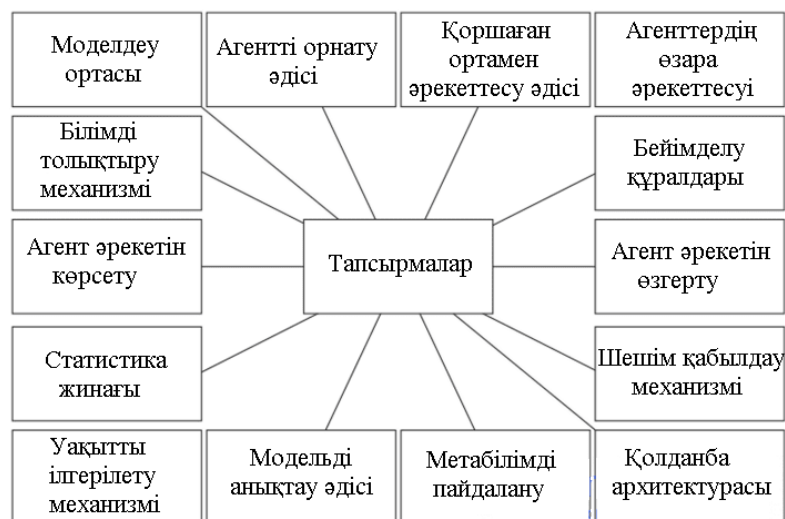 Моделдеу
ортасы
Агентті орнату
әдісі
Қоршаған
ортамен
әрекеттесу әдісі
Агенттердің
өзара
әрекеттесуі
Білімді
толықтыру
механизмі
Бейімделу
құралдары
Агент әрекетін
көрсету
Тапсырмалар
Агент әрекетін
өзгерту
Статистика
жинағы
Шешім қабылдау
механизмі
Уақытты
ілгерілету
механизмі
Модельді
анықтау әдісі
Метабілімді
пайдалану
Қолданба
архитектурасы